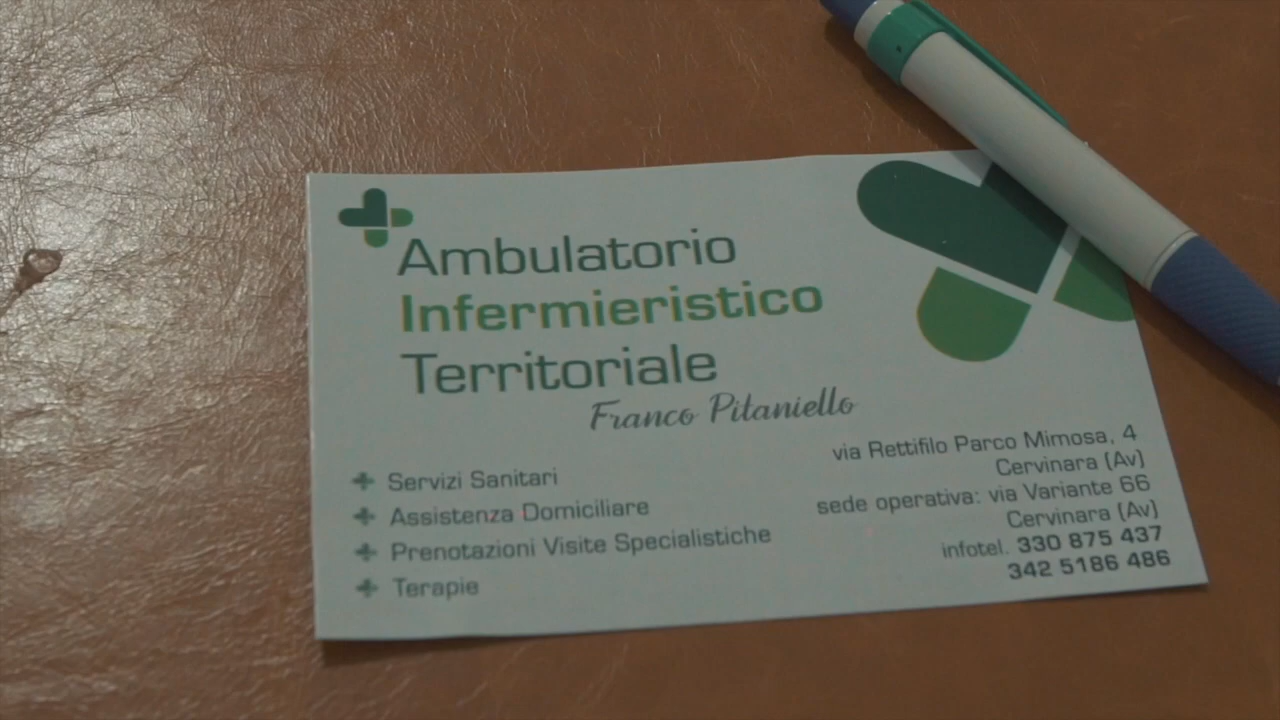 Ambulatorio
Infermieristico
Territoriale
Franco Pitaniello
Servizi Sanitari
Assistenza Domiciliare
Prenotazioni Visite Specialistiche
Terapie
via Rettifilo Parco Mimosa, 4
Cervinara (Av)
sede operativa: via Variante 66
Cervinara (Av)
infotel. 330 875 437
342 5186 486